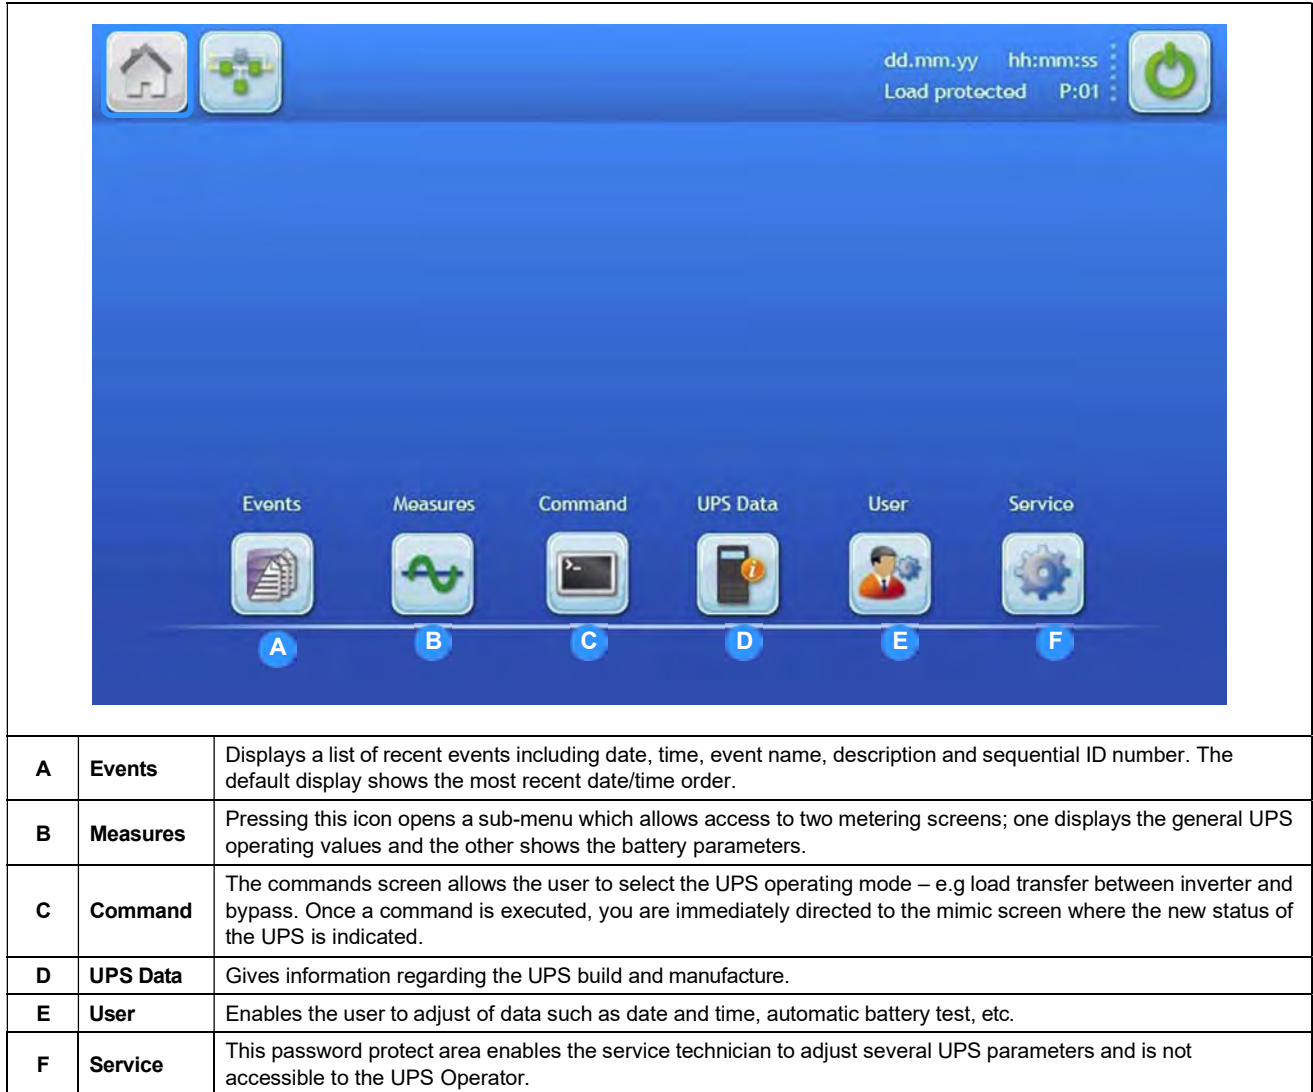 dd.mm.yy hh:mm:ss
Load protected P:01
Events Measures Command UPS Data User Service
>_
i
A B C D E F
A Events Displays a list of recent events including date, time, event name, description and sequential ID number. The
default display shows the most recent date/time order.
B Measures Pressing this icon opens a sub-menu which allows access to two metering screens; one displays the general UPS
operating values and the other shows the battery parameters.
C Command The commands screen allows the user to select the UPS operating mode – e.g load transfer between inverter and
bypass. Once a command is executed, you are immediately directed to the mimic screen where the new status of
the UPS is indicated.
D UPS Data Gives information regarding the UPS build and manufacture.
E User Enables the user to adjust of data such as date and time, automatic battery test, etc.
F Service This password protect area enables the service technician to adjust several UPS parameters and is not
accessible to the UPS Operator.